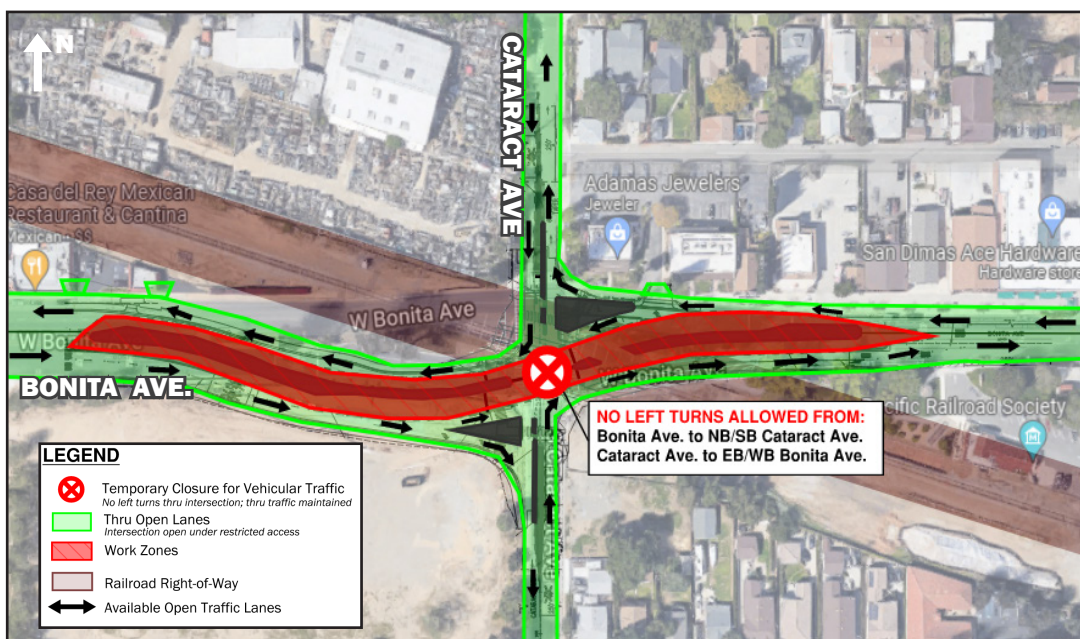 N
CATARACT AVE
Casa del Rey Mexican
Restaurant & Cantina
Mexican • $$
Adamas Jewelers
Jeweler
San Dimas Ace Hardware
Hardware store
W Bonita Ave
W Bonita Ave
W Bonita Ave
BONITA AVE.
Pacific Railroad Society
NO LEFT TURNS ALLOWED FROM:
Bonita Ave. to NB/SB Cataract Ave.
Cataract Ave. to EB/WB Bonita Ave.
LEGEND
Temporary Closure for Vehicular Traffic
No left turns thru intersection; thru traffic maintained
Thru Open Lanes
Intersection open under restricted access
Work Zones
Railroad Right-of-Way
Available Open Traffic Lanes